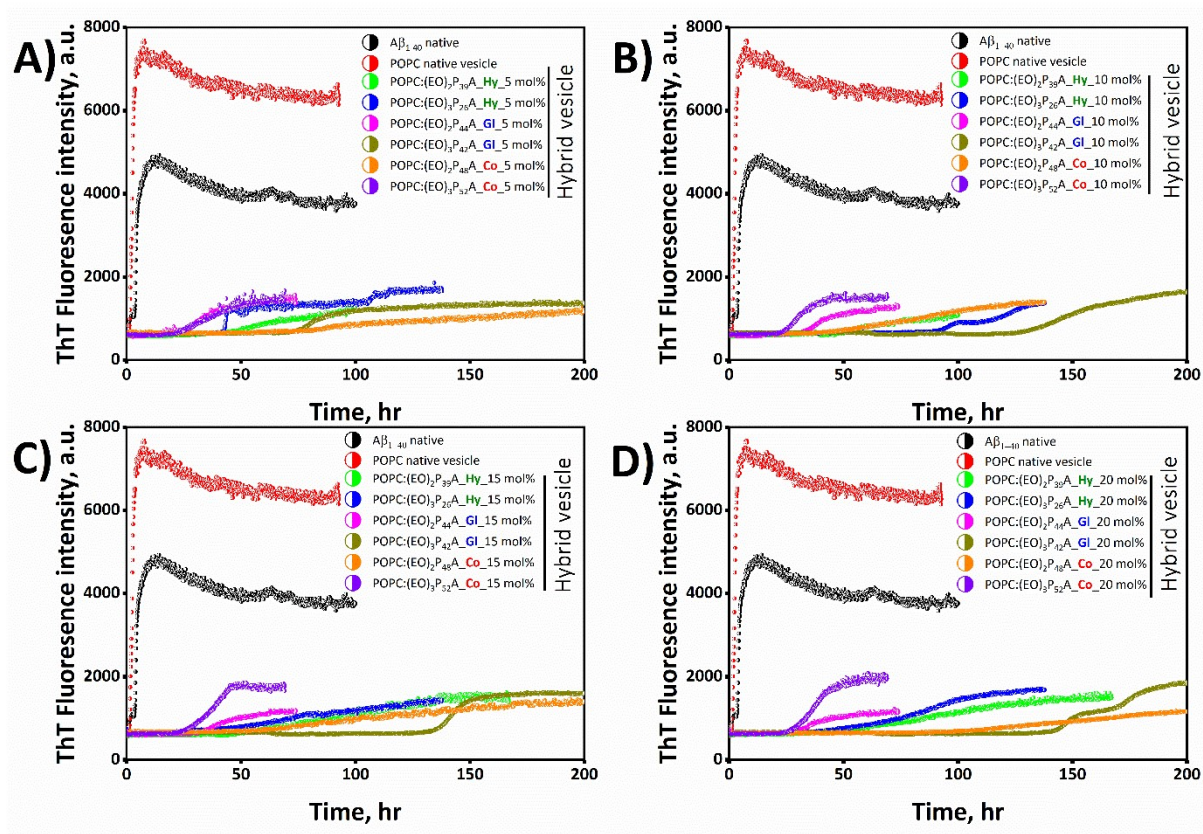 A)
ThT Fluoresence intensity, a.u.
8000
6000
4000
2000
0
0 50 100 150 200
Time, hr
Aβ₁₋₄₀ native
POPC native vesicle
POPC:(EO)₂P₃₉A_Hy_5 mol%
POPC:(EO)₃P₂₆A_Hy_5 mol%
POPC:(EO)₂P₄₄A_Gl_5 mol%
POPC:(EO)₃P₄₂A_Gl_5 mol%
POPC:(EO)₂P₄₈A_Co_5 mol%
POPC:(EO)₃P₅₂A_Co_5 mol%
Hybrid vesicle
B)
ThT Fluoresence intensity, a.u.
8000
6000
4000
2000
0
0 50 100 150 200
Time, hr
Aβ₁₋₄₀ native
POPC native vesicle
POPC:(EO)₂P₃₉A_Hy_10 mol%
POPC:(EO)₃P₂₆A_Hy_10 mol%
POPC:(EO)₂P₄₄A_Gl_10 mol%
POPC:(EO)₃P₄₂A_Gl_10 mol%
POPC:(EO)₂P₄₈A_Co_10 mol%
POPC:(EO)₃P₅₂A_Co_10 mol%
Hybrid vesicle
C)
ThT Fluoresence intensity, a.u.
8000
6000
4000
2000
0
0 50 100 150 200
Time, hr
Aβ₁₋₄₀ native
POPC native vesicle
POPC:(EO)₂P₃₉A_Hy_15 mol%
POPC:(EO)₃P₂₆A_Hy_15 mol%
POPC:(EO)₂P₄₄A_Gl_15 mol%
POPC:(EO)₃P₄₂A_Gl_15 mol%
POPC:(EO)₂P₄₈A_Co_15 mol%
POPC:(EO)₃P₅₂A_Co_15 mol%
Hybrid vesicle
D)
ThT Fluoresence intensity, a.u.
8000
6000
4000
2000
0
0 50 100 150 200
Time, hr
Aβ₁₋₄₀ native
POPC native vesicle
POPC:(EO)₂P₃₉A_Hy_20 mol%
POPC:(EO)₃P₂₆A_Hy_20 mol%
POPC:(EO)₂P₄₄A_Gl_20 mol%
POPC:(EO)₃P₄₂A_Gl_20 mol%
POPC:(EO)₂P₄₈A_Co_20 mol%
POPC:(EO)₃P₅₂A_Co_20 mol%
Hybrid vesicle